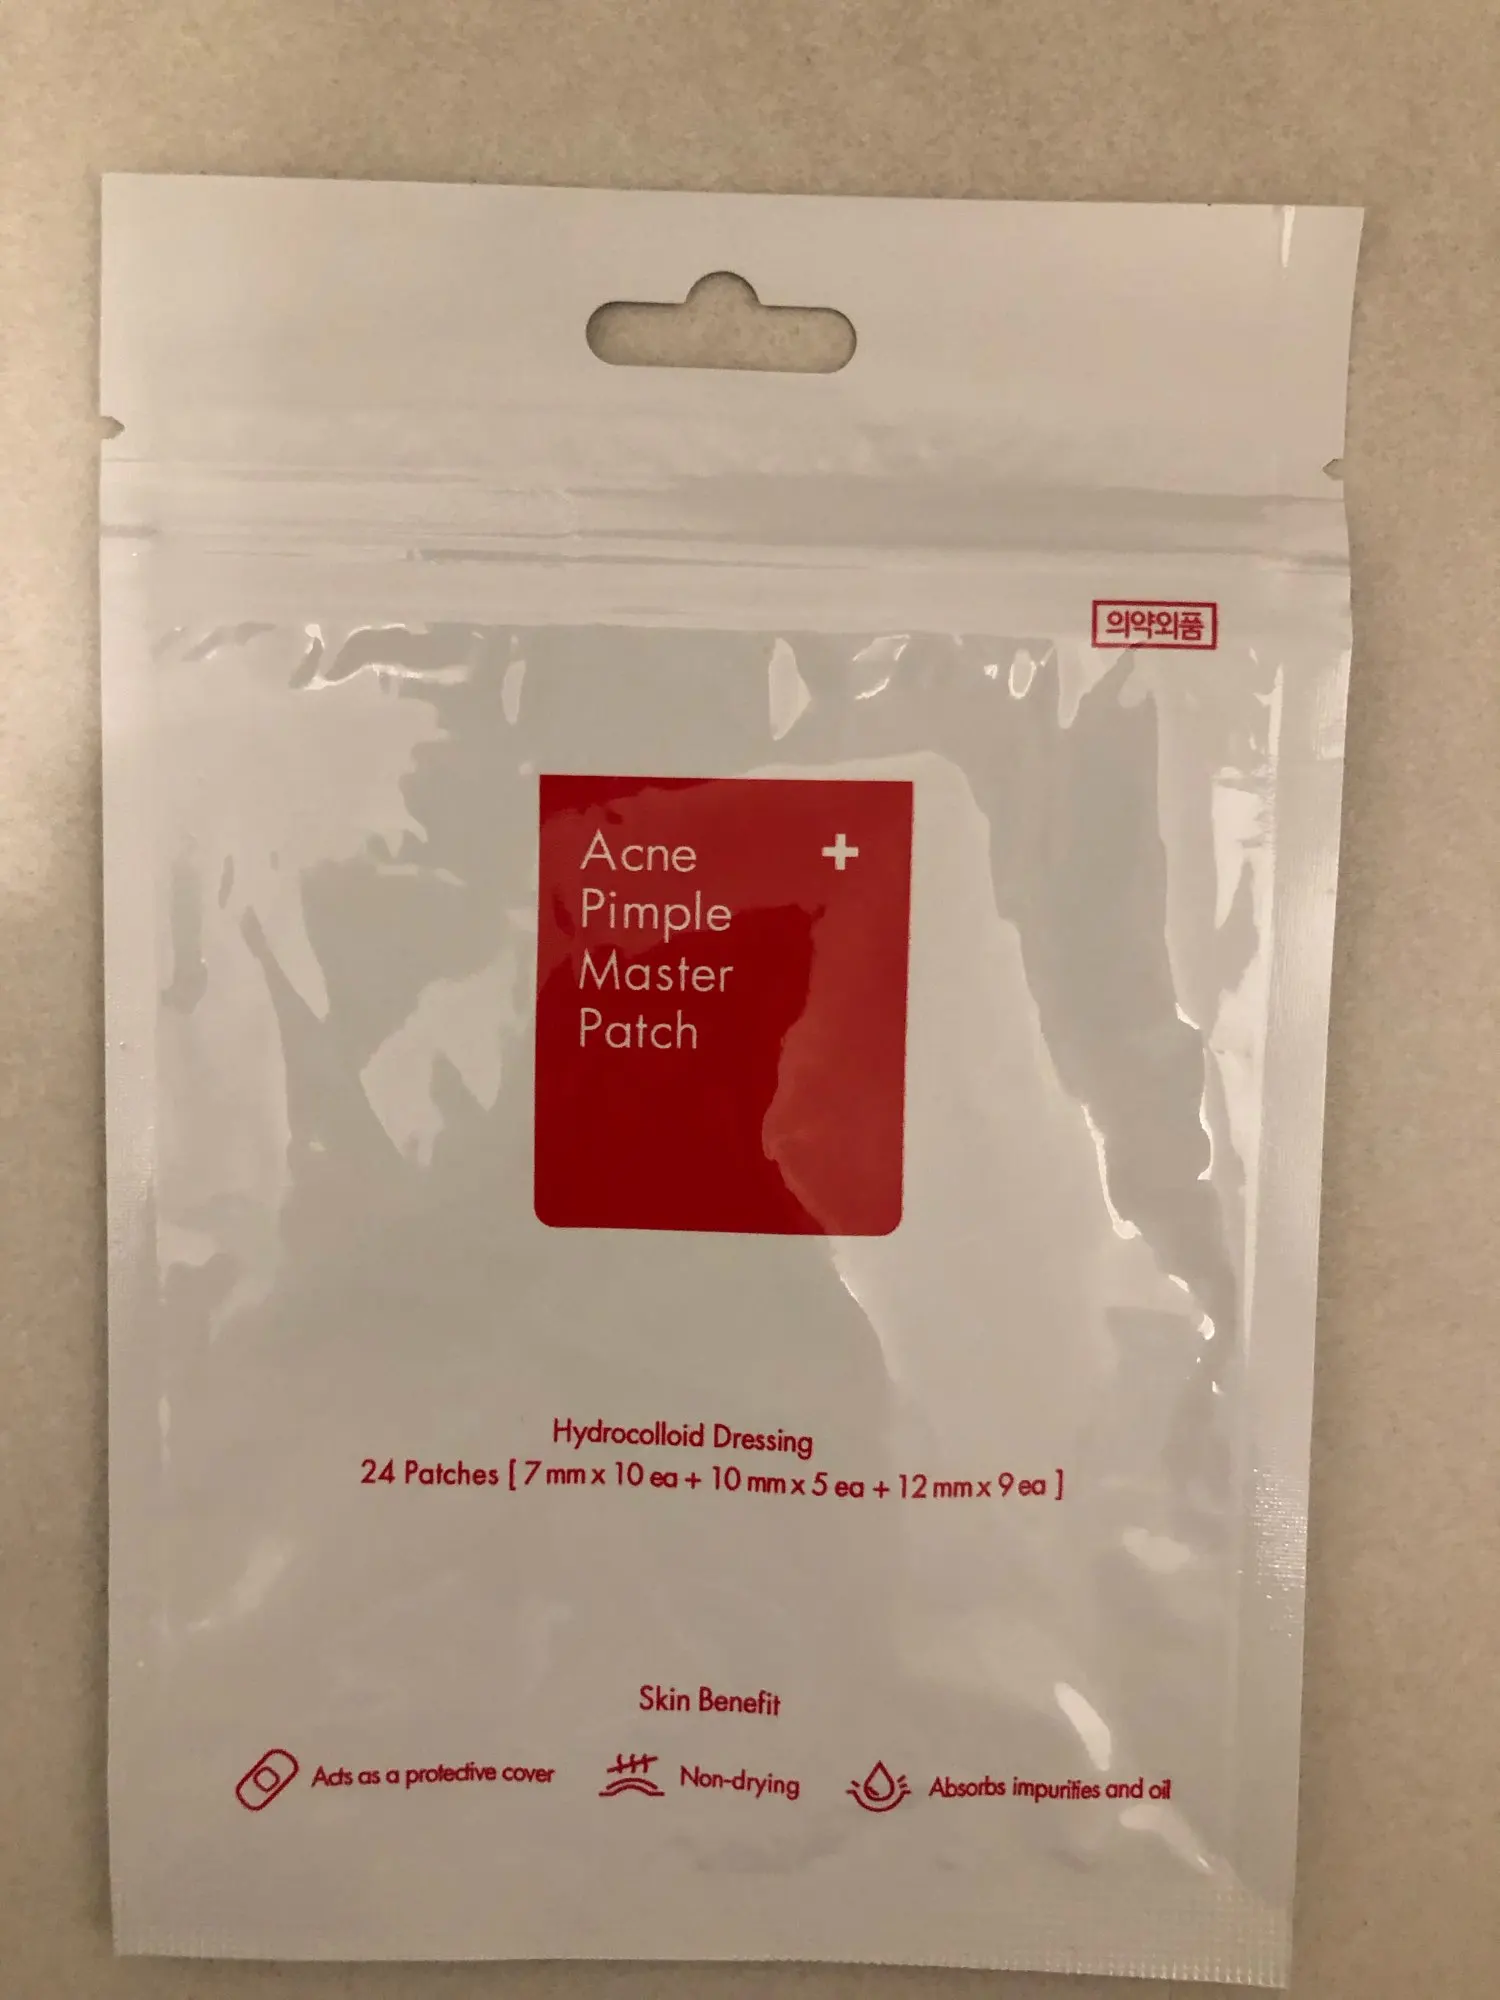 의약외품
Acne
Pimple
Master
Patch
Hydrocolloid Dressing
24 Patches [ 7 mm x 10 ea + 10 mm x 5 ea + 12 mm x 9 ea ]
Skin Benefit
Acts as a protective cover Non-drying Absorbs impurities and oil